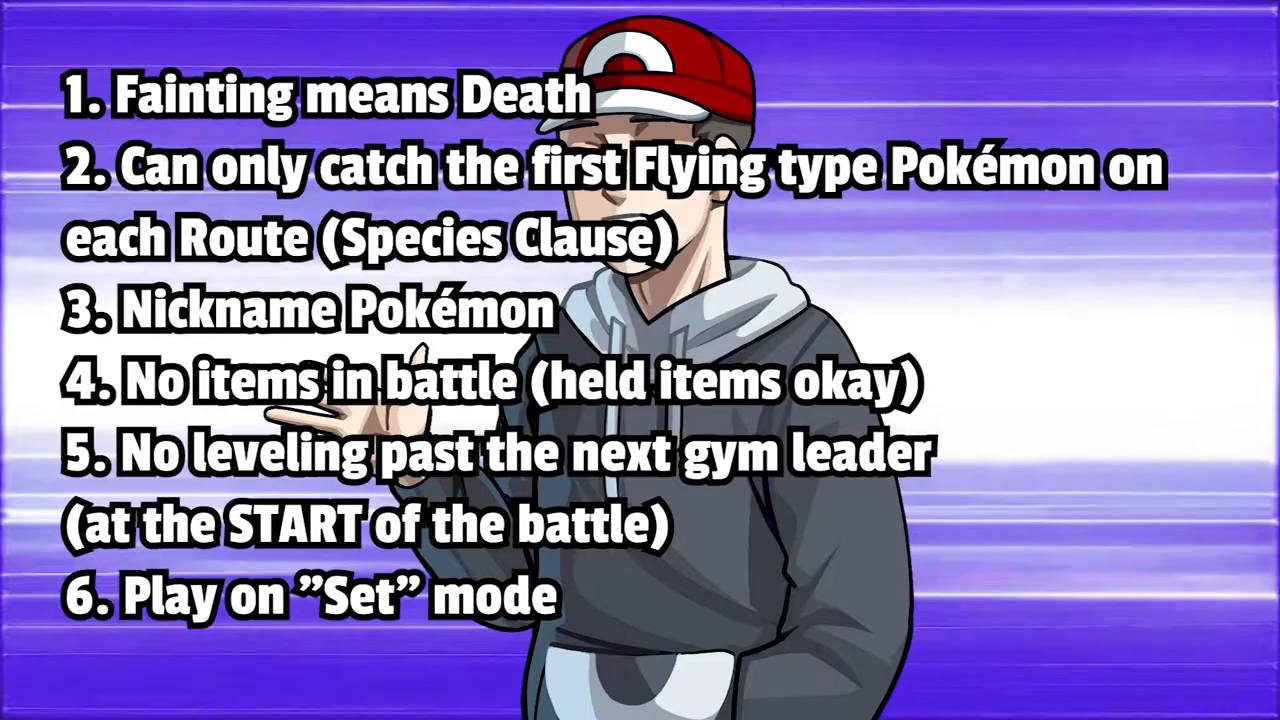 1. Fainting means Death
2. Can only catch the first Flying type Pokémon on
each Route (Species Clause)
3. Nickname Pokémon
4. No items in battle (held items okay)
5. No leveling past the next gym leader
(at the START of the battle)
6. Play on ”Set” mode